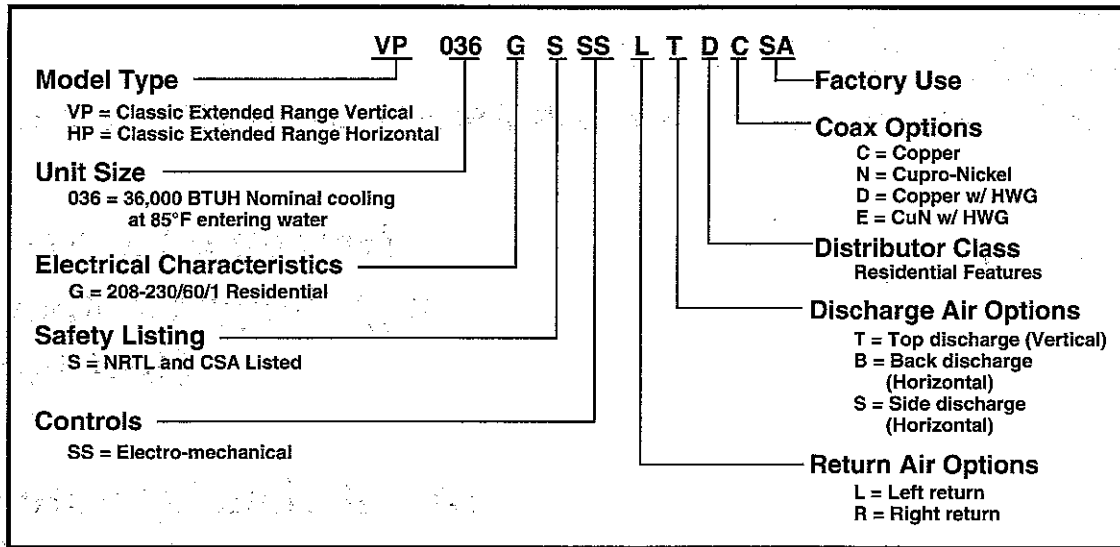 VP 036 G S SS L T D C SA
Model Type
VP = Classic Extended Range Vertical
HP = Classic Extended Range Horizontal
Unit Size
036 = 36,000 BTUH Nominal cooling
at 85°F entering water
Electrical Characteristics
G = 208-230/60/1 Residential
Safety Listing
S = NRTL and CSA Listed
Controls
SS = Electro-mechanical
Factory Use
Coax Options
C = Copper
N = Cupro-Nickel
D = Copper w/ HWG
E = CuN w/ HWG
Distributor Class
Residential Features
Discharge Air Options
T = Top discharge (Vertical)
B = Back discharge
(Horizontal)
S = Side discharge
(Horizontal)
Return Air Options
L = Left return
R = Right return